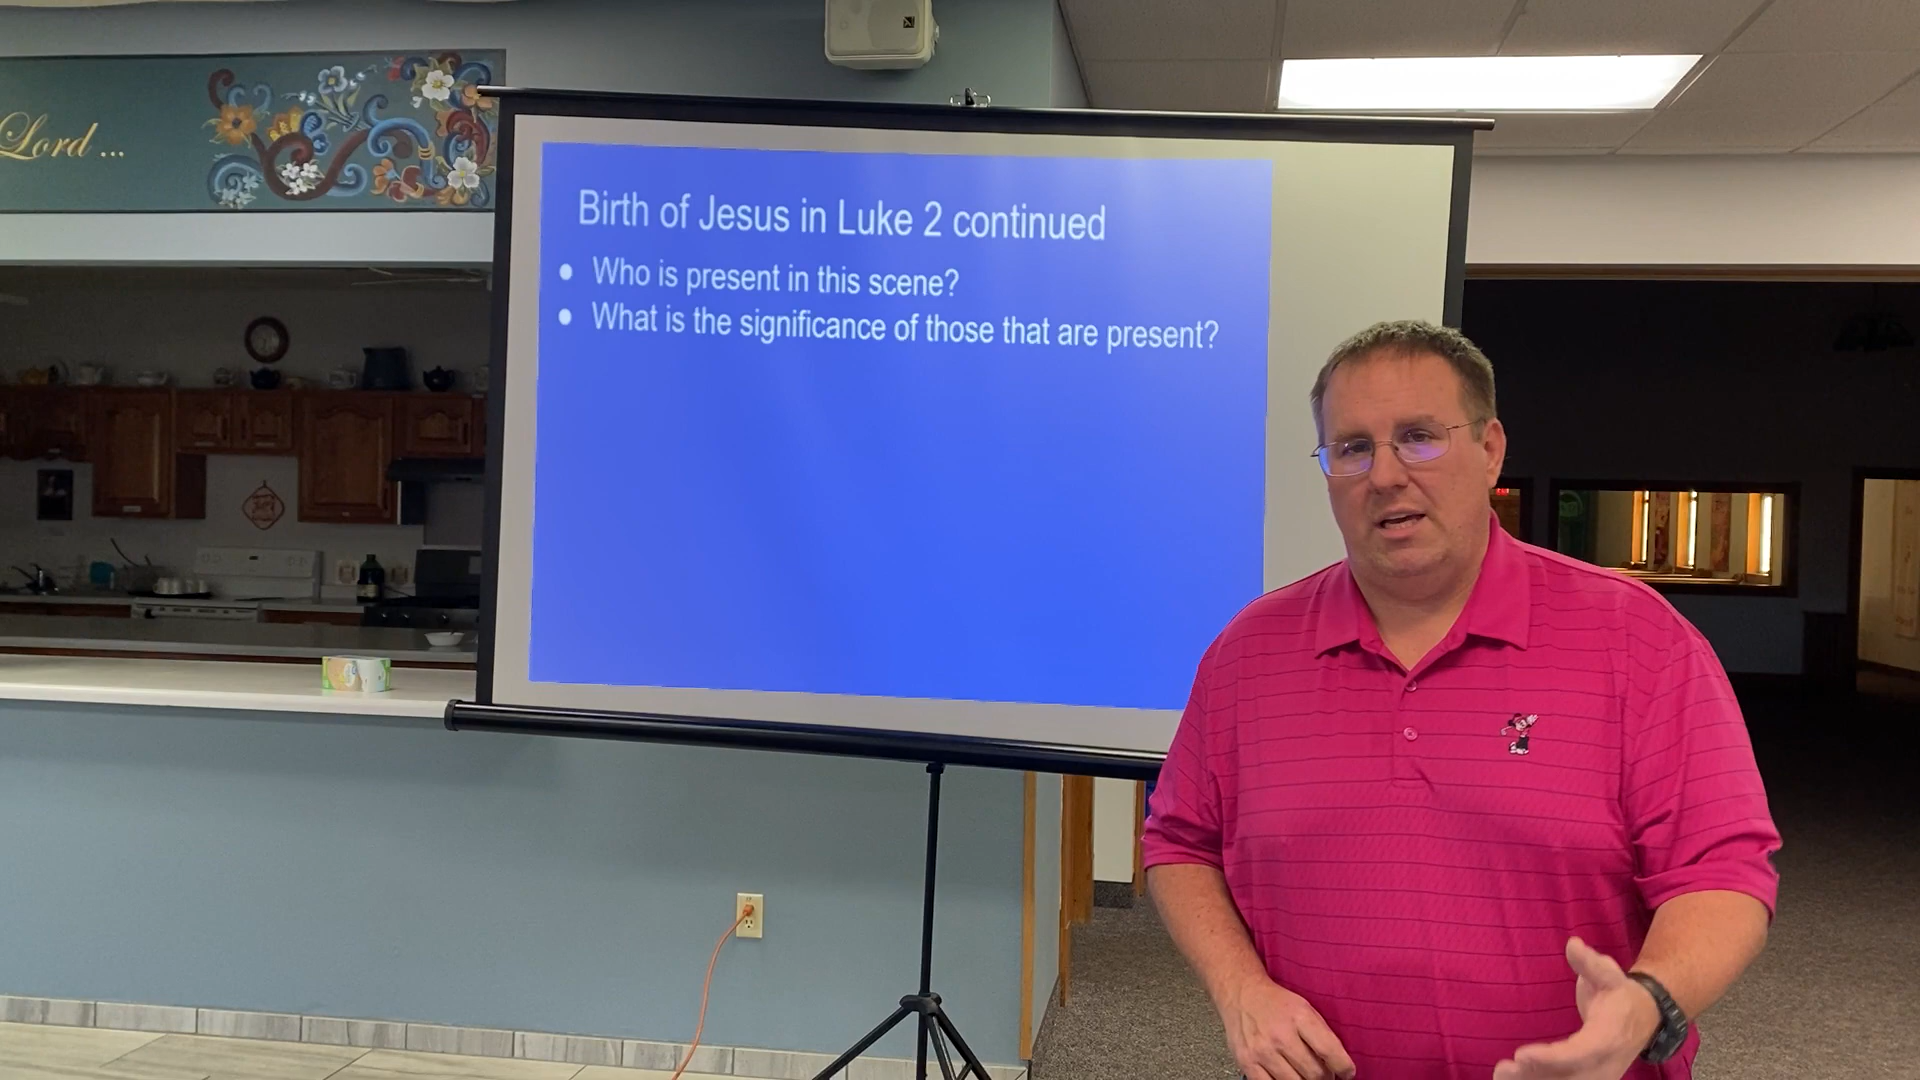 Lord ...
Birth of Jesus in Luke 2 continued
• Who is present in this scene?
• What is the significance of those that are present?